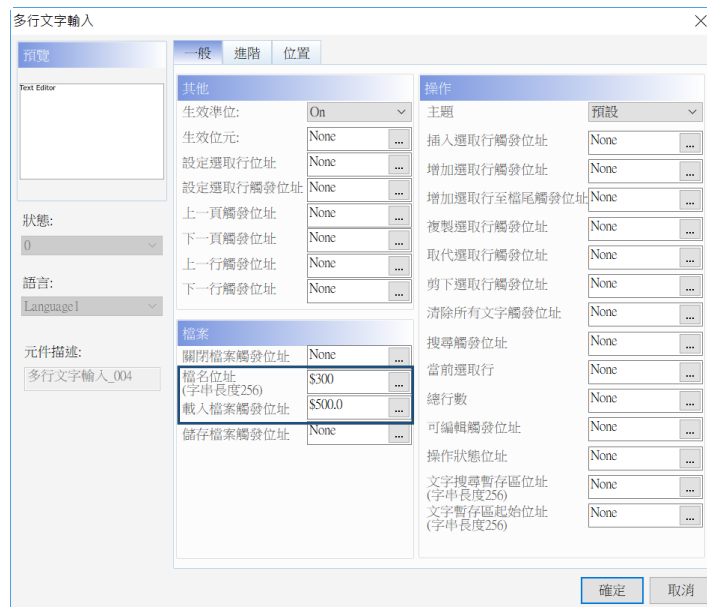 多行文字輸入
預覽
Text Editor
狀態:
0
語言:
Language1
元件描述:
多行文字輸入_004
一般 進階 位置
其他
生效準位: On
生效位元: None ...
設定選取行位址 None ...
設定選取行觸發位址 None ...
上一頁觸發位址 None ...
下一頁觸發位址 None ...
上一行觸發位址 None ...
下一行觸發位址 None ...
檔案
關閉檔案觸發位址 None ...
檔名位址 $300 ...
(字串長度256)
載入檔案觸發位址 $500.0 ...
儲存檔案觸發位址 None ...
操作
主題 預設
插入選取行觸發位址 None ...
增加選取行觸發位址 None ...
增加選取行至檔尾觸發位址 None ...
複製選取行觸發位址 None ...
取代選取行觸發位址 None ...
剪下選取行觸發位址 None ...
清除所有文字觸發位址 None ...
搜尋觸發位址 None ...
當前選取行 None ...
總行數 None ...
可編輯觸發位址 None ...
操作狀態位址 None ...
文字搜尋暫存區位址 None ...
(字串長度256)
文字暫存區起始位址 None ...
(字串長度256)
確定 取消